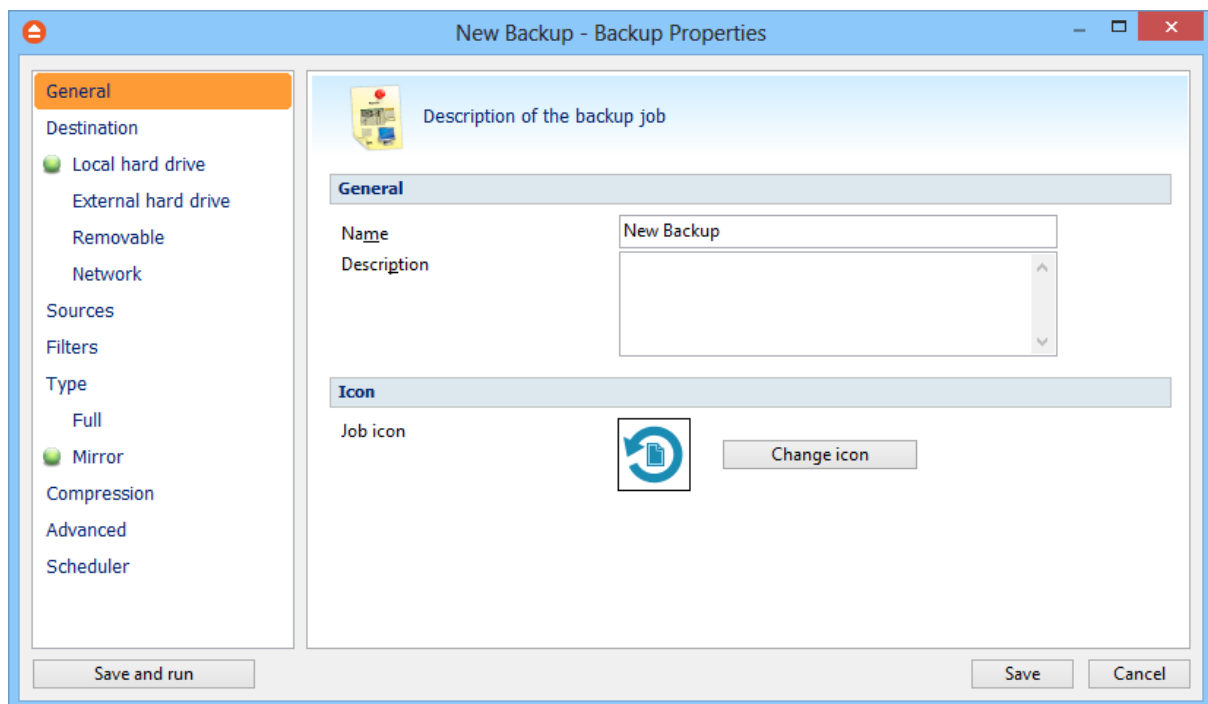 New Backup - Backup Properties
General
Destination
Local hard drive
External hard drive
Removable
Network
Sources
Filters
Type
Full
Mirror
Compression
Advanced
Scheduler
Description of the backup job
General
Name
New Backup
Description
Icon
Job icon
Change icon
Save and run
Save
Cancel